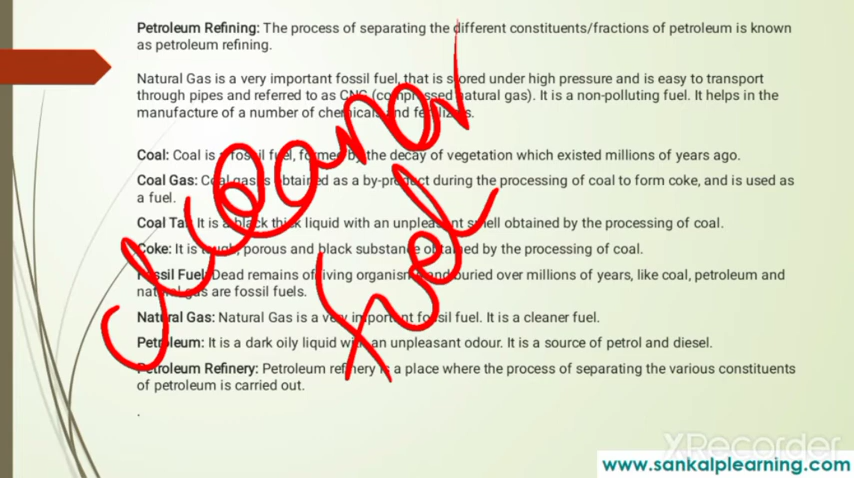 Petroleum Refining: The process of separating the different constituents/fractions of petroleum is known
as petroleum refining.
Natural Gas is a very important fossil fuel, that is stored under high pressure and is easy to transport
through pipes and referred to as CNG (compressed natural gas). It is a non-polluting fuel. It helps in the
manufacture of a number of chemicals and fertilizers.
Coal: Coal is a fossil fuel, formed by the decay of vegetation which existed millions of years ago.
Coal Gas: Coal gas is obtained as a by-product during the processing of coal to form coke, and is used as
a fuel.
Coal Tar: It is a black thick liquid with an unpleasant smell obtained by the processing of coal.
Coke: It is tough, porous and black substance obtained by the processing of coal.
Fossil Fuel: Dead remains of living organisms and buried over millions of years, like coal, petroleum and
natural gas are fossil fuels.
Natural Gas: Natural Gas is a very important fossil fuel. It is a cleaner fuel.
Petroleum: It is a dark oily liquid with an unpleasant odour. It is a source of petrol and diesel.
Petroleum Refinery: Petroleum refinery is a place where the process of separating the various constituents
of petroleum is carried out.
.
fuel
XRecorder
www.sankalplearning.com